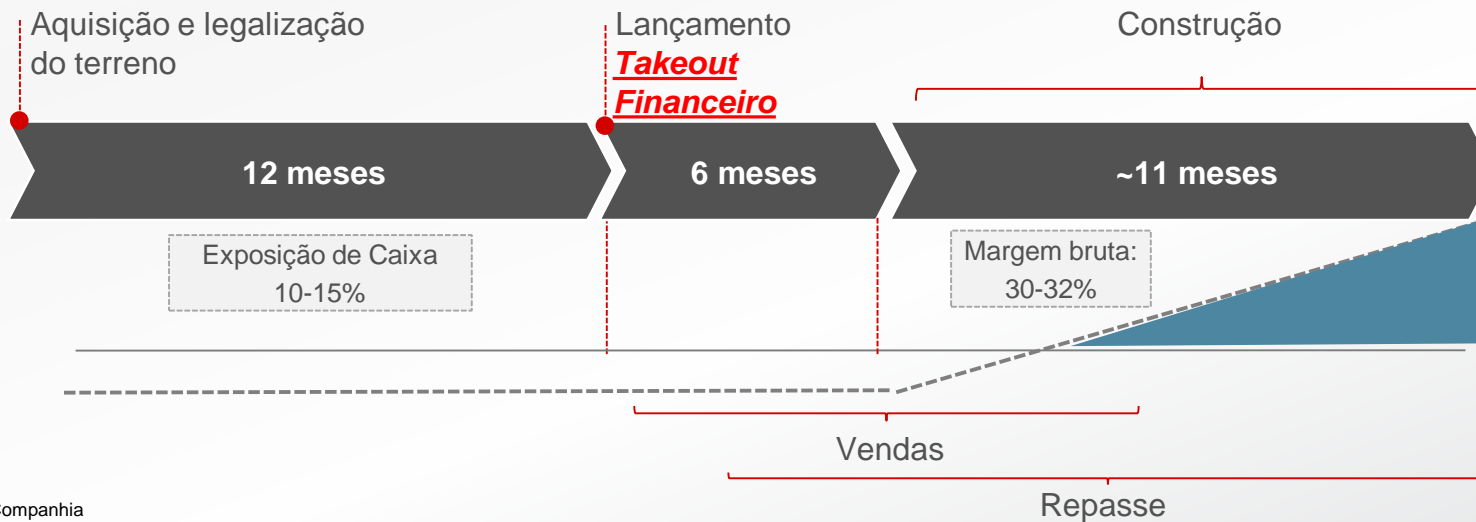 Aquisição e legalização
do terreno
Lançamento
Takeout
Financeiro
Construção
12 meses
6 meses
~11 meses
Exposição de Caixa
10-15%
Margem bruta:
30-32%
Vendas
Repasse
Companhia